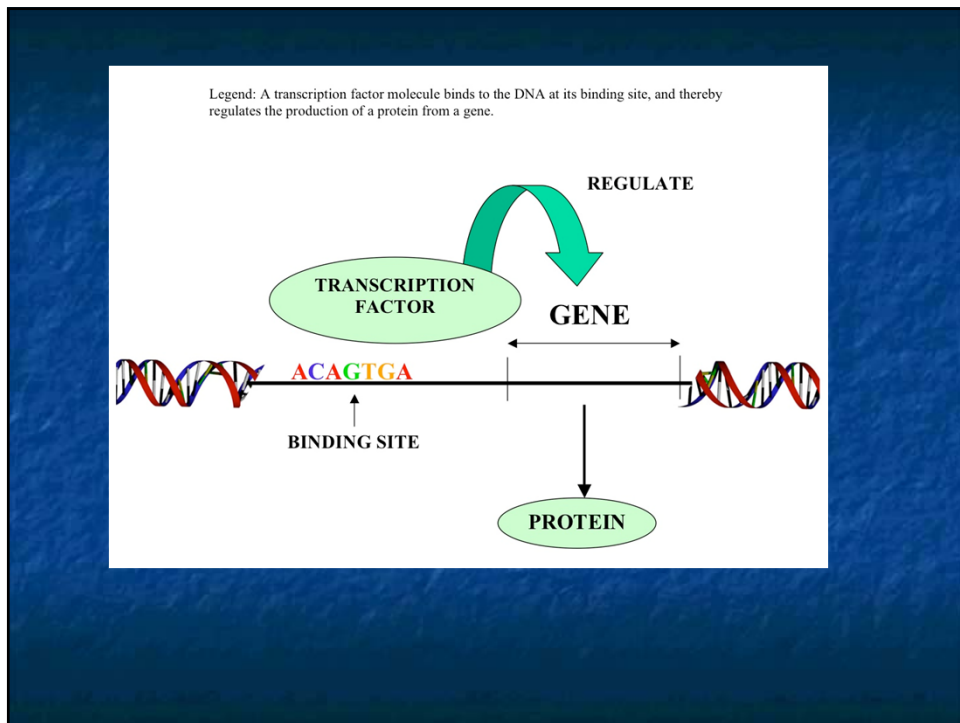 Legend: A transcription factor molecule binds to the DNA at its binding site, and thereby
regulates the production of a protein from a gene.
REGULATE
TRANSCRIPTION
FACTOR
GENE
ACAGTGA
BINDING SITE
PROTEIN